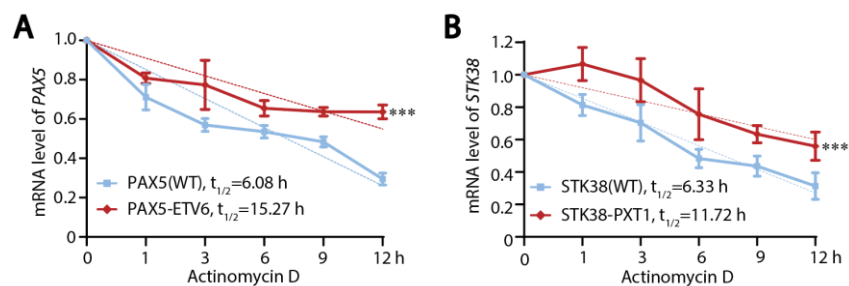 A
mRNA level of PAX5
1.0
0.8
0.6
0.4
0.2
0
PAX5(WT), t1/2=6.08 h
PAX5-ETV6, t1/2=15.27 h
***
0 1 3 6 9 12 h
Actinomycin D
B
mRNA level of STK38
1.2
1.0
0.8
0.6
0.4
0.2
0
STK38(WT), t1/2=6.33 h
STK38-PXT1, t1/2=11.72 h
***
0 1 3 6 9 12 h
Actinomycin D